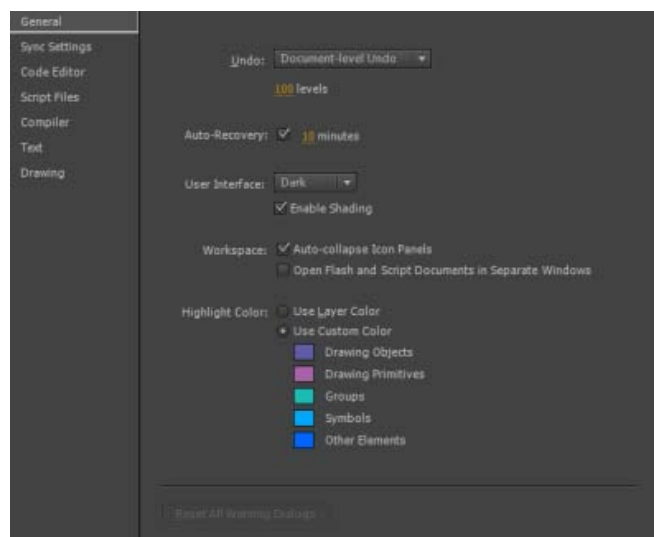 General
Sync Settings
Code Editor
Script Files
Compiler
Text
Drawing
Undo: Document-level Undo
100 levels
Auto-Recovery: 10 minutes
User Interface: Dark
Enable Shading
Workspace: Auto-collapse Icon Panels
Open Flash and Script Documents in Separate Windows
Highlight Color: Use Layer Color
Use Custom Color
Drawing Objects
Drawing Primitives
Groups
Symbols
Other Elements
Reset All Warning Dialogs